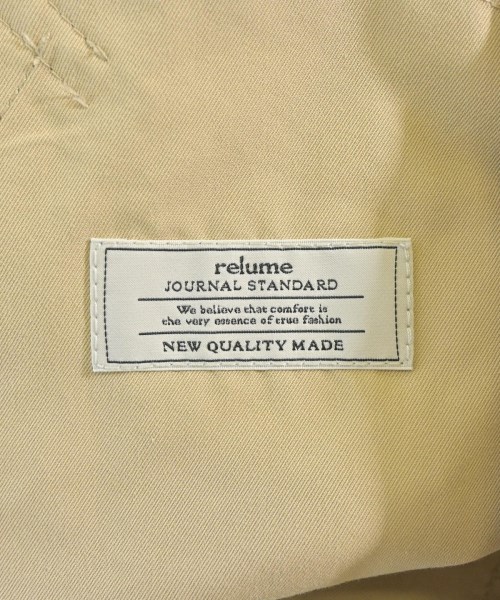 relume
JOURNAL STANDARD
We believe that comfort is
the very essence of true fashion
NEW QUALITY MADE